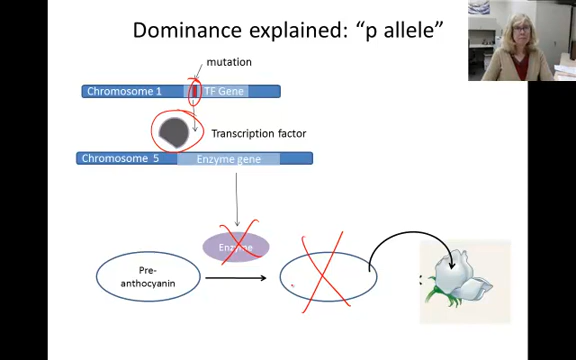 Dominance explained: “p allele”
mutation
Chromosome 1
TF Gene
Transcription factor
Chromosome 5
Enzyme gene
Enzyme
Pre-
anthocyanin